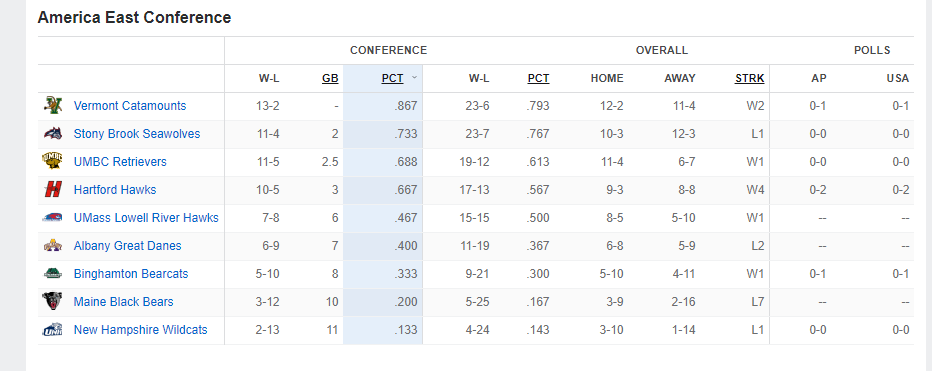 America East Conference
CONFERENCE OVERALL POLLS
W-L GB PCT W-L PCT HOME AWAY STRK AP USA
Vermont Catamounts 13-2 - .867 23-6 .793 12-2 11-4 W2 0-1 0-1
Stony Brook Seawolves 11-4 2 .733 23-7 .767 10-3 12-3 L1 0-0 0-0
UMBC Retrievers 11-5 2.5 .688 19-12 .613 11-4 6-7 W1 0-0 0-0
Hartford Hawks 10-5 3 .667 17-13 .567 9-3 8-8 W4 0-2 0-2
UMass Lowell River Hawks 7-8 6 .467 15-15 .500 8-5 5-10 W1 -- --
Albany Great Danes 6-9 7 .400 11-19 .367 6-8 5-9 L2 -- --
Binghamton Bearcats 5-10 8 .333 9-21 .300 5-10 4-11 W1 0-1 0-1
Maine Black Bears 3-12 10 .200 5-25 .167 3-9 2-16 L7 -- --
New Hampshire Wildcats 2-13 11 .133 4-24 .143 3-10 1-14 L1 0-0 0-0